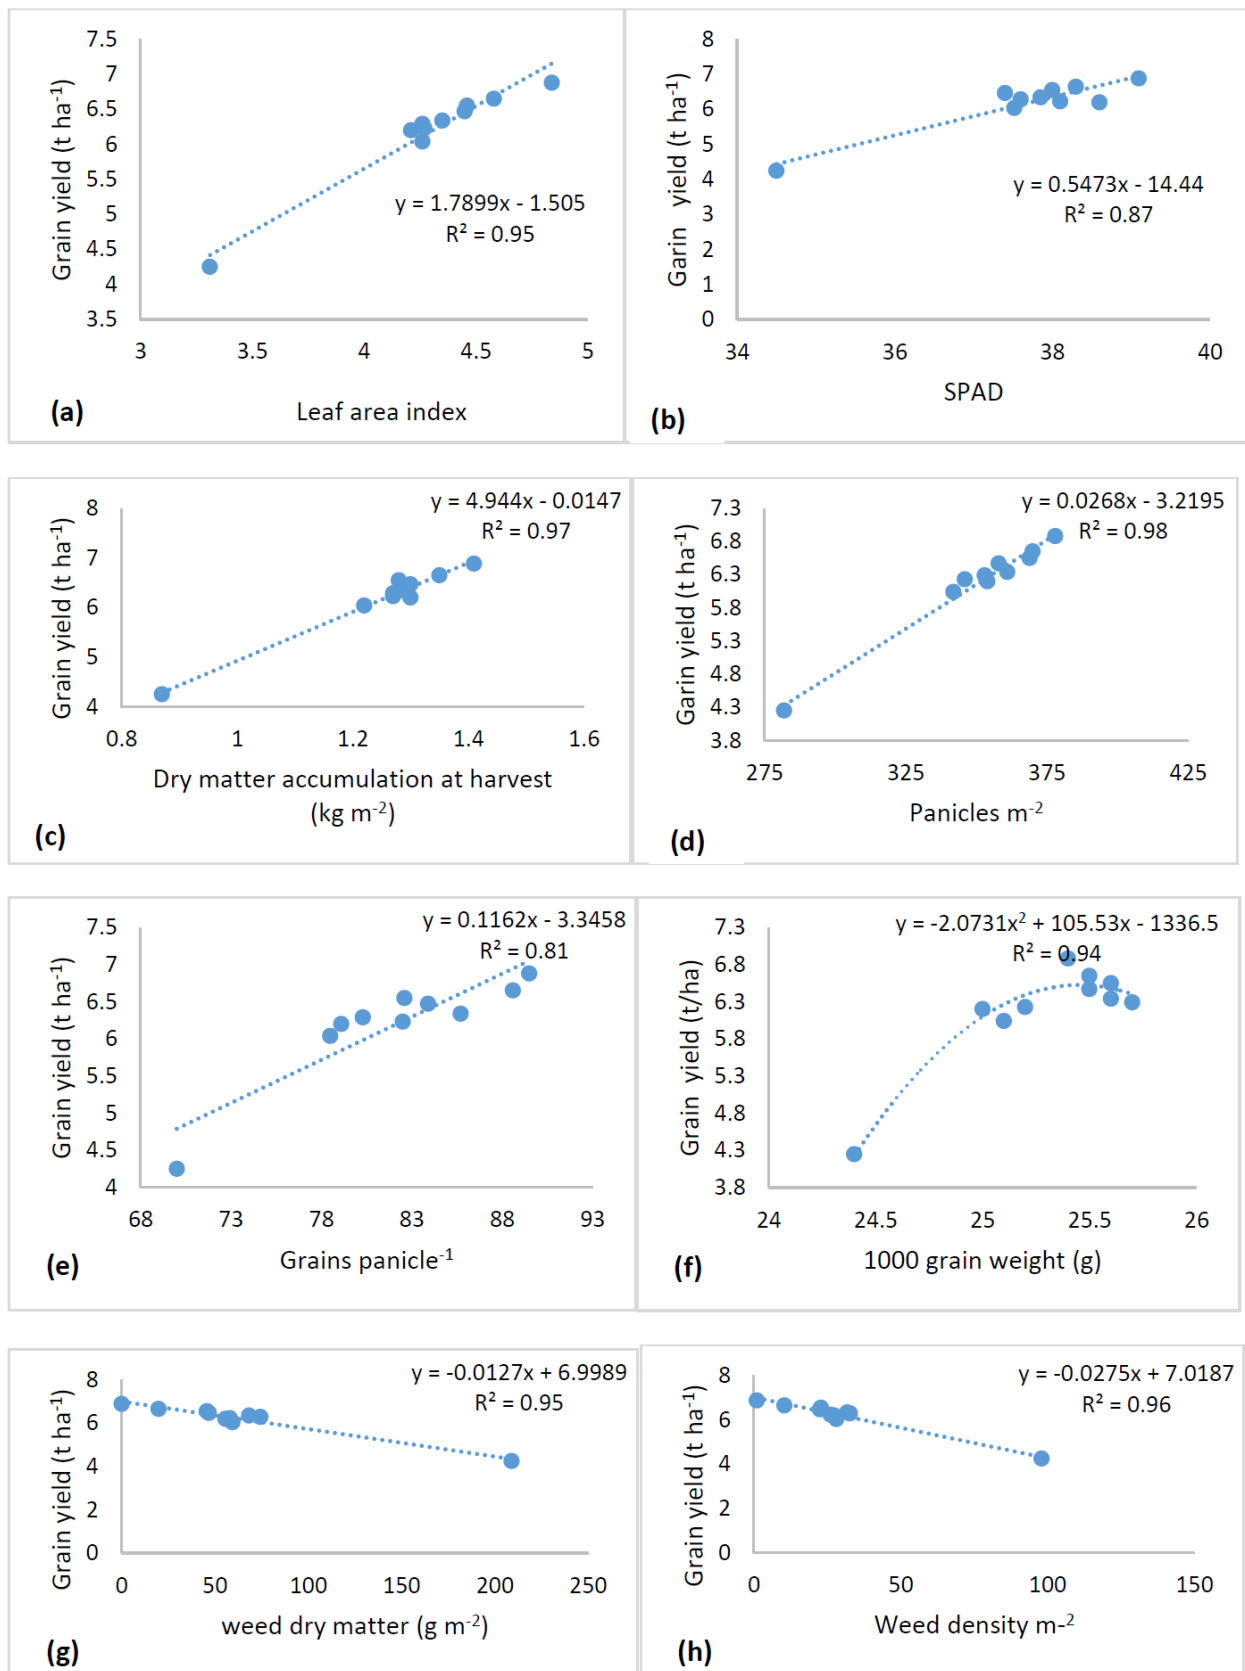 7.5
7
6.5
6
5.5
5
4.5
4
3.5
Grain yield (t ha⁻¹)
y = 1.7899x - 1.505
R² = 0.95
3 3.5 4 4.5 5
Leaf area index
(a)
8
7
6
5
4
3
2
1
0
Garin yield (t ha⁻¹)
y = 0.5473x - 14.44
R² = 0.87
34 36 38 40
SPAD
(b)
8
7
6
5
4
Grain yield (t ha⁻¹)
y = 4.944x - 0.0147
R² = 0.97
0.8 1 1.2 1.4 1.6
Dry matter accumulation at harvest
(kg m⁻²)
(c)
7.3
6.8
6.3
5.8
5.3
4.8
4.3
3.8
Garin yield (t ha⁻¹)
y = 0.0268x - 3.2195
R² = 0.98
275 325 375 425
Panicles m⁻²
(d)
7.5
7
6.5
6
5.5
5
4.5
4
Grain yield (t ha⁻¹)
y = 0.1162x - 3.3458
R² = 0.81
68 73 78 83 88 93
Grains panicle⁻¹
(e)
7.3
6.8
6.3
5.8
5.3
4.8
4.3
3.8
Grain yield (t/ha)
y = -2.0731x² + 105.53x - 1336.5
R² = 0.94
24 24.5 25 25.5 26
1000 grain weight (g)
(f)
8
6
4
2
0
Grain yield (t ha⁻¹)
y = -0.0127x + 6.9989
R² = 0.95
0 50 100 150 200 250
weed dry matter (g m⁻²)
(g)
8
6
4
2
0
Grain yield (t ha⁻¹)
y = -0.0275x + 7.0187
R² = 0.96
0 50 100 150
Weed density m-²
(h)